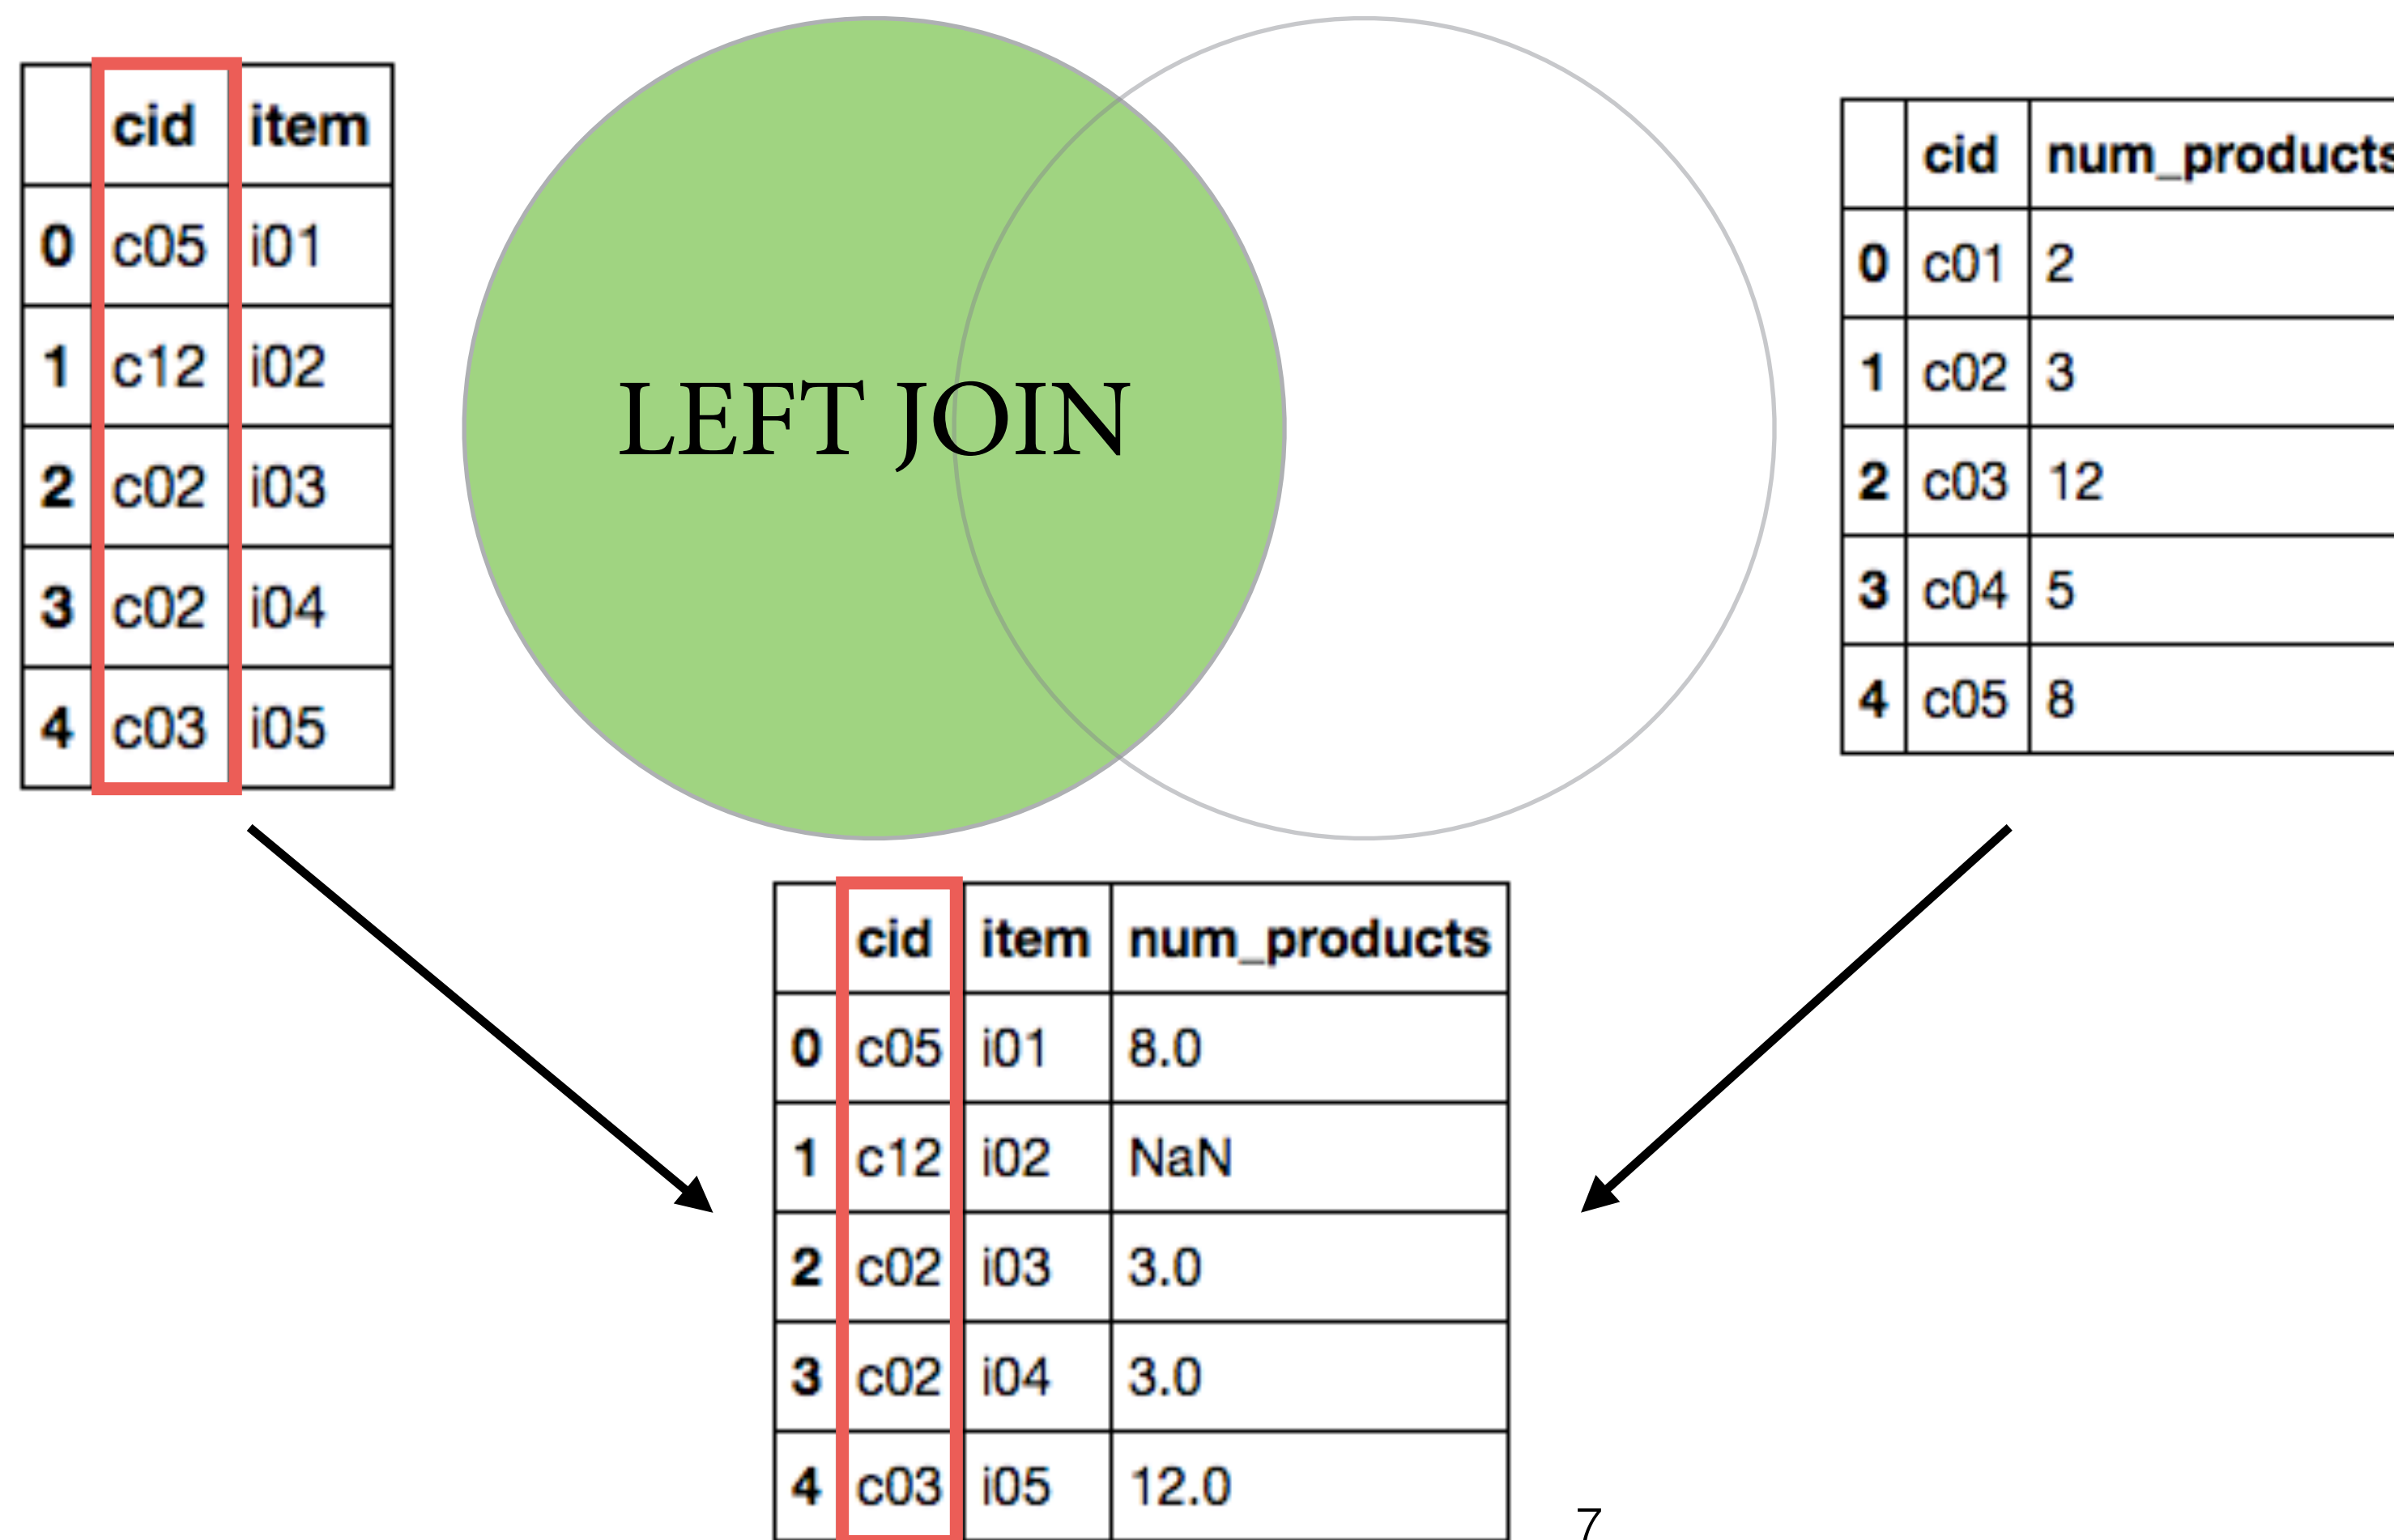 cid item
0 c05 i01
1 c12 i02
2 c02 i03
3 c02 i04
4 c03 i05
LEFT JOIN
cid num_products
0 c01 2
1 c02 3
2 c03 12
3 c04 5
4 c05 8
cid item num_products
0 c05 i01 8.0
1 c12 i02 NaN
2 c02 i03 3.0
3 c02 i04 3.0
4 c03 i05 12.0
7